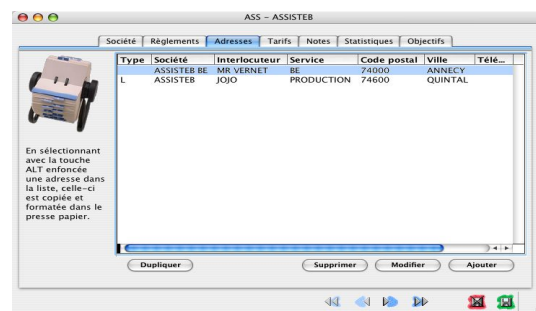 ASS - ASSISTEB
Société Règlements Adresses Tarifs Notes Statistiques Objectifs
Type Société Interlocuteur Service Code postal Ville Télé...
ASSISTEB BE MR VERNET BE 74000 ANNECY
L ASSISTEB JOJO PRODUCTION 74600 QUINTAL
En sélectionnant
avec la touche
ALT enfoncée
une adresse dans
la liste, celle-ci
est copiée et
formatée dans le
presse papier.
Dupliquer Supprimer Modifier Ajouter